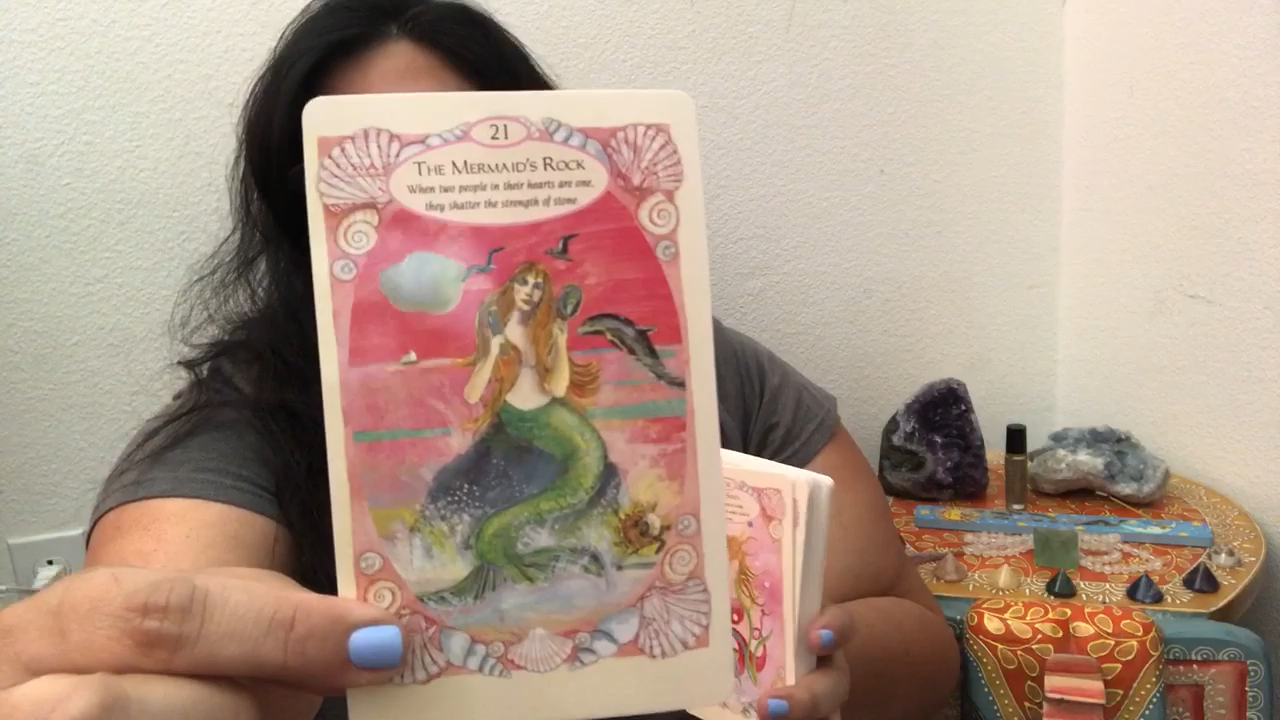 21
THE MERMAID'S ROCK
When two people in their hearts are one,
they shatter the strength of stone.